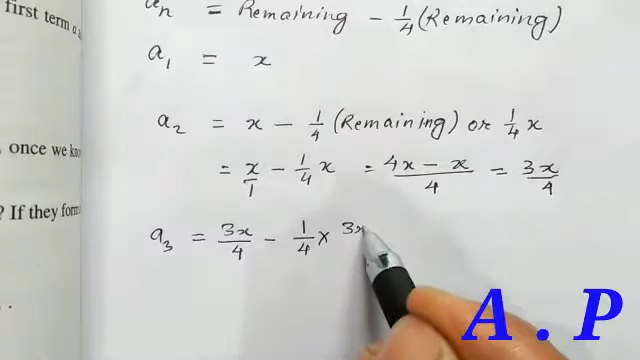 first term a
once we kno
? If they form
aₙ = Remaining − 1/4 (Remaining)
a₁ = x
a₂ = x − 1/4 (Remaining) or 1/4 x
= x/1 − 1/4 x = 4x − x/4 = 3x/4
a₃ = 3x/4 − 1/4 × 3x
A . P